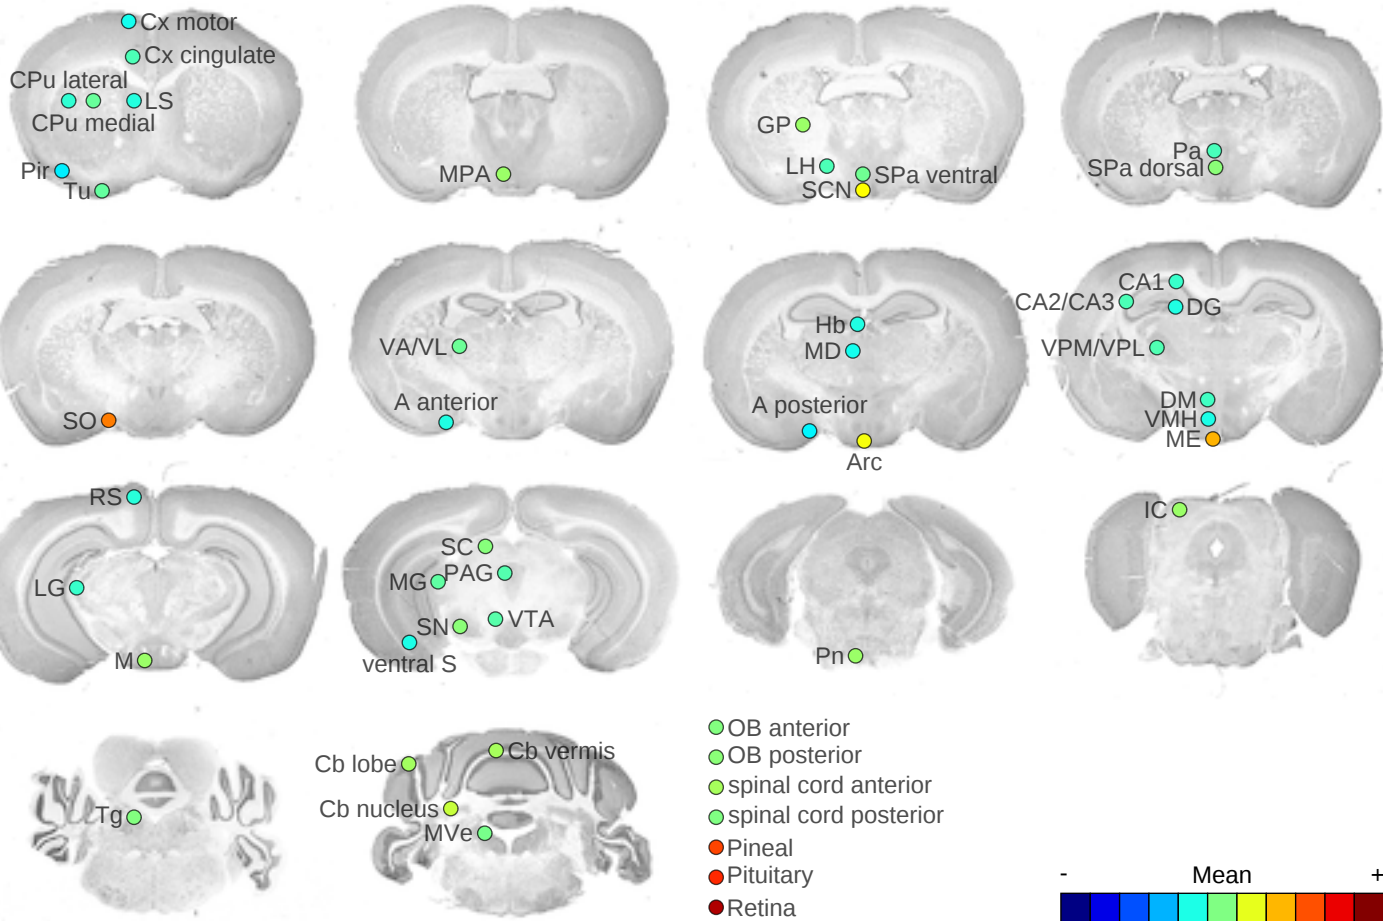 Cx motor
Cx cingulate
CPu lateral
LS
CPu medial
Pir
Tu
MPA
GP
LH
SPa ventral
SCN
Pa
SPa dorsal
SO
VA/VL
A anterior
Hb
MD
A posterior
Arc
CA1
CA2/CA3
DG
VPM/VPL
DM
VMH
ME
RS
LG
M
SC
MG
PAG
SN
VTA
ventral S
Pn
IC
Tg
Cb lobe
Cb vermis
Cb nucleus
MVe
OB anterior
OB posterior
spinal cord anterior
spinal cord posterior
Pineal
Pituitary
Retina
- Mean +